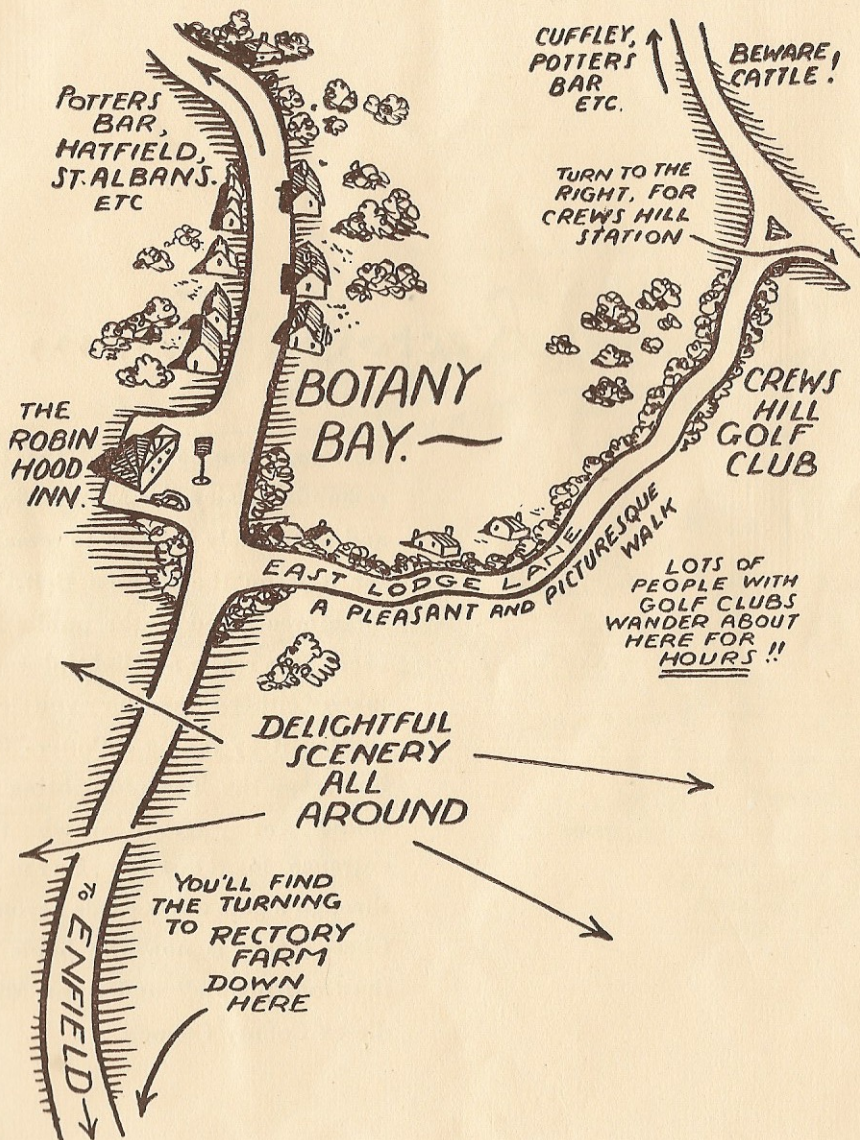 POTTERS
BAR,
HATFIELD,
ST. ALBANS.
ETC
CUFFLEY,
POTTERS
BAR
ETC.
BEWARE
CATTLE!
TURN TO THE
RIGHT, FOR
CREWS HILL
STATION
BOTANY
BAY.
THE
ROBIN
HOOD
INN.
CREWS
HILL
GOLF
CLUB
EAST LODGE LANE
A PLEASANT AND PICTURESQUE
WALK
LOTS OF
PEOPLE WITH
GOLF CLUBS
WANDER ABOUT
HERE FOR
HOURS!!
DELIGHTFUL
SCENERY
ALL
AROUND
YOU'LL FIND
THE TURNING
TO RECTORY
FARM
DOWN
HERE
TO ENFIELD